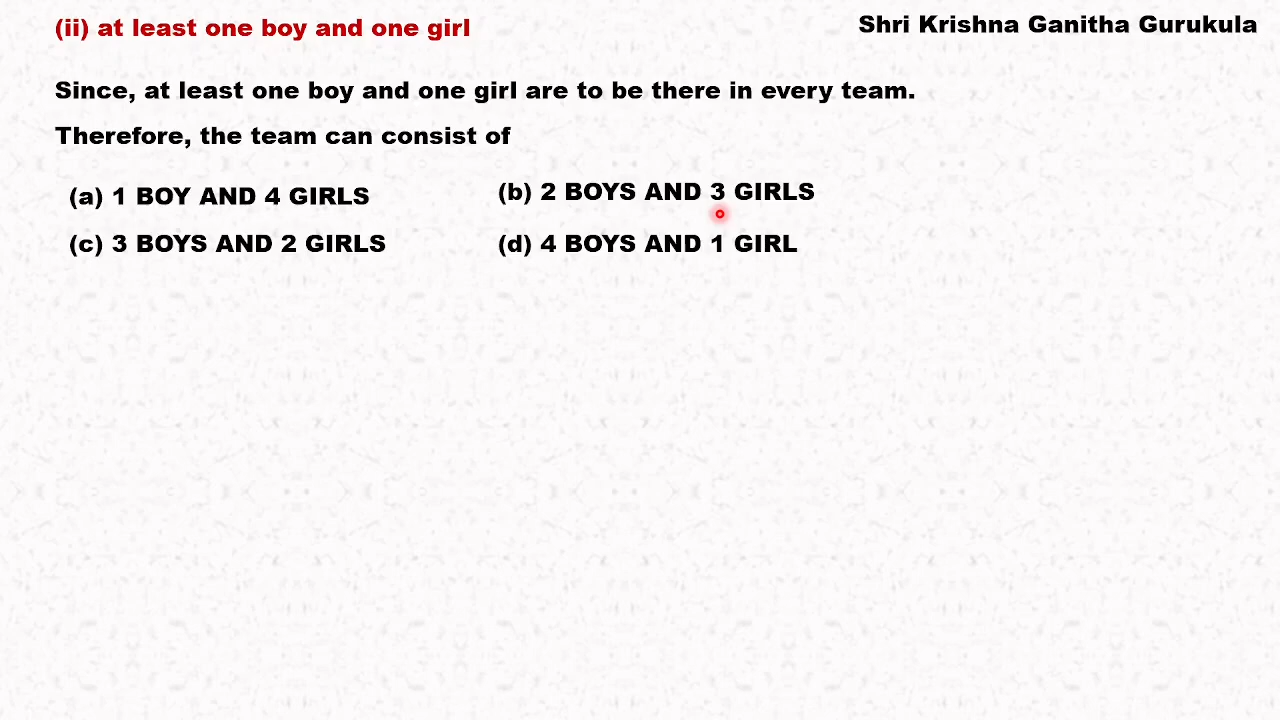 (ii) at least one boy and one girl
Shri Krishna Ganitha Gurukula
Since, at least one boy and one girl are to be there in every team.
Therefore, the team can consist of
(a) 1 BOY AND 4 GIRLS
(b) 2 BOYS AND 3 GIRLS
(c) 3 BOYS AND 2 GIRLS
(d) 4 BOYS AND 1 GIRL